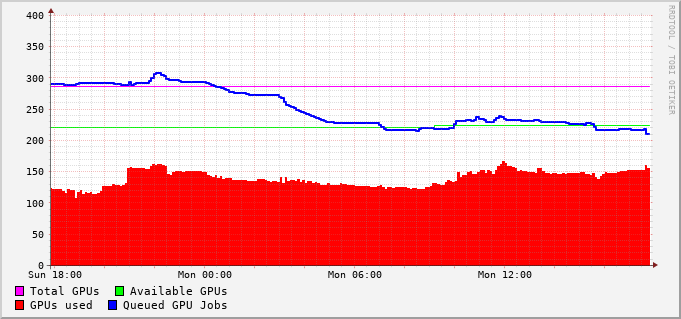 RRDTOOL / TOBI OETIKER
400
350
300
250
200
150
100
50
0
Sun 18:00 Mon 00:00 Mon 06:00 Mon 12:00
Total GPUs Available GPUs
GPUs used Queued GPU Jobs